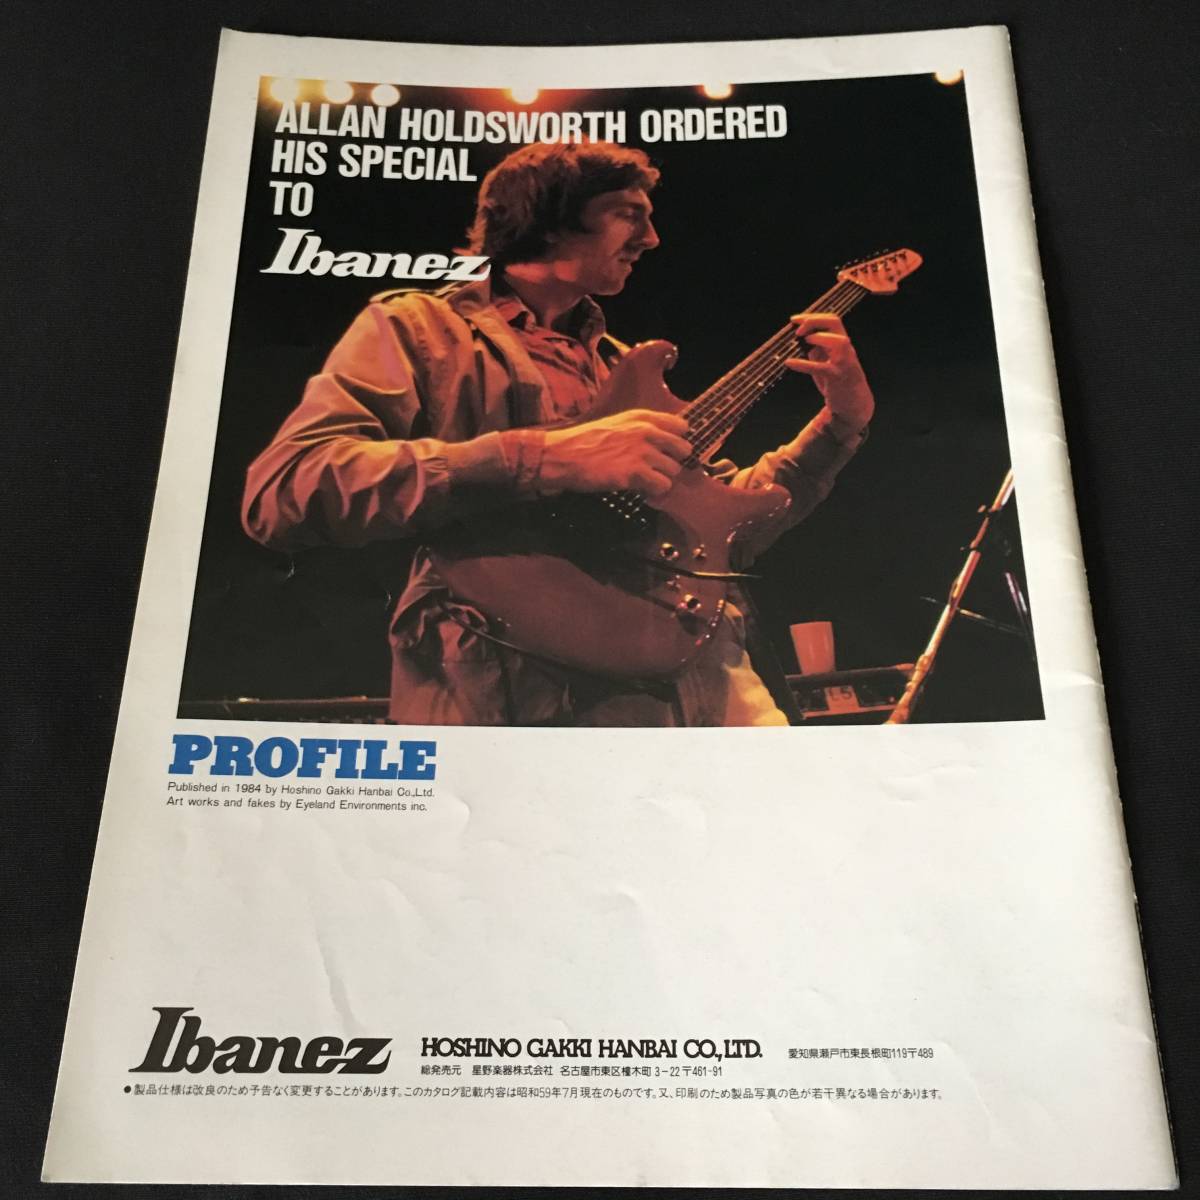 ALLAN HOLDSWORTH ORDERED
HIS SPECIAL
TO
Ibanez
PROFILE
Published in 1984 by Hoshino Gakki Hanbai Co.,Ltd.
Art works and fakes by Eyeland Environments inc.
Ibanez
HOSHINO GAKKI HANBAI CO., LTD. 愛知県瀬戸市東長根町119〒489
総発売元 星野楽器株式会社 名古屋市東区橦木町3-22〒461-91
●製品仕様は改良のため予告なく変更することがあります。このカタログ記載内容は昭和59年7月現在のものです。又、印刷のため製品写真の色が若干異なる場合があります。